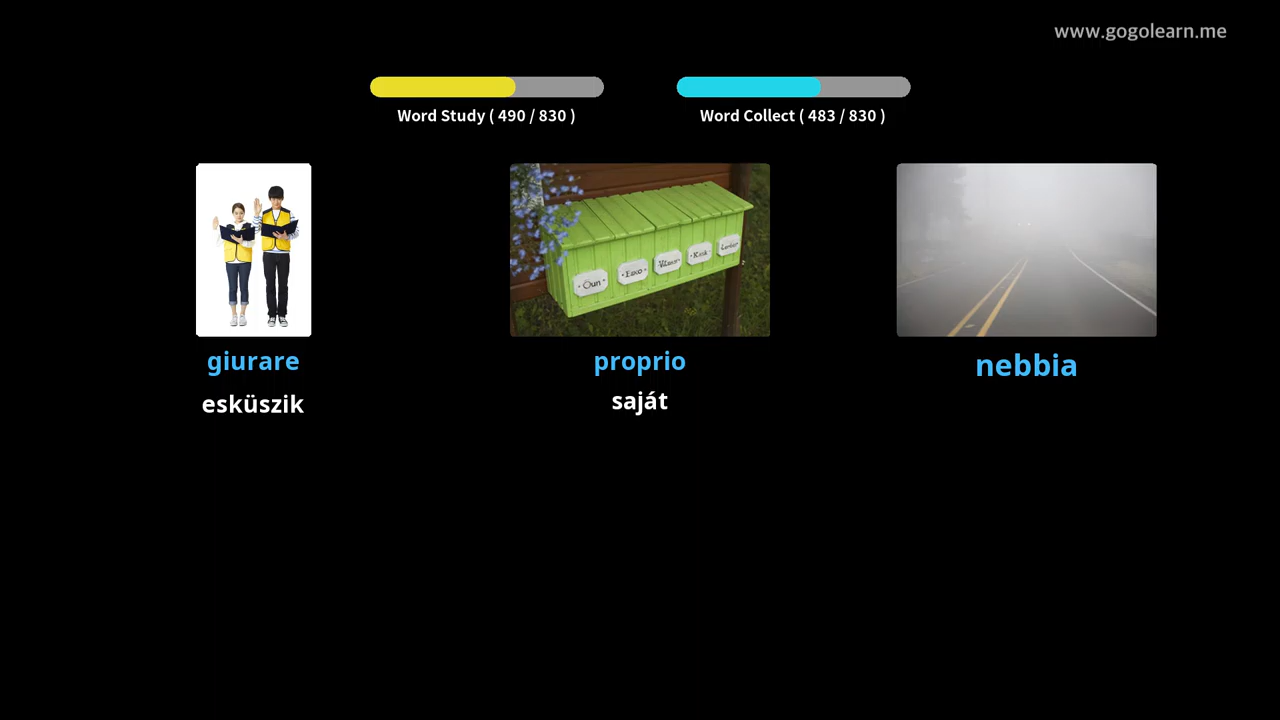 www.gogolearn.me
Word Study ( 490 / 830 )
Word Collect ( 483 / 830 )
giurare
esküszik
proprio
saját
nebbia